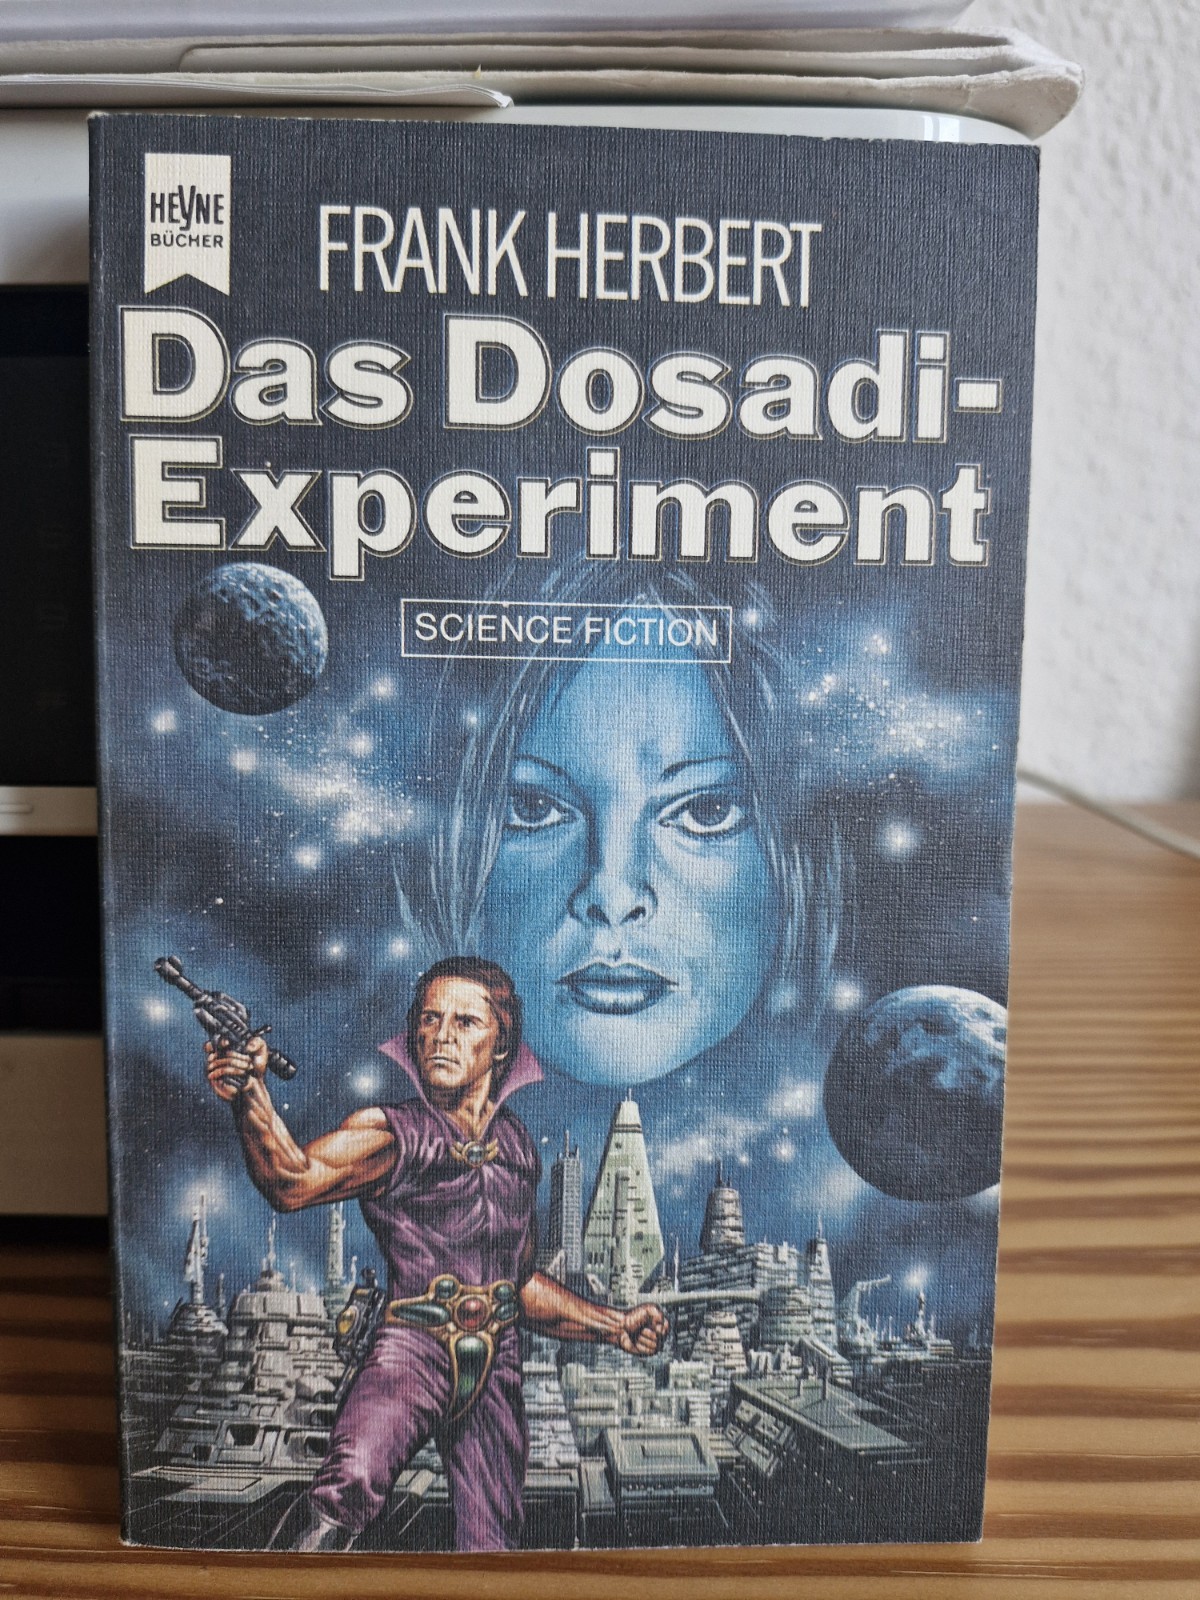 HEYNE
BÜCHER
FRANK HERBERT
Das Dosadi-
Experiment
SCIENCE FICTION